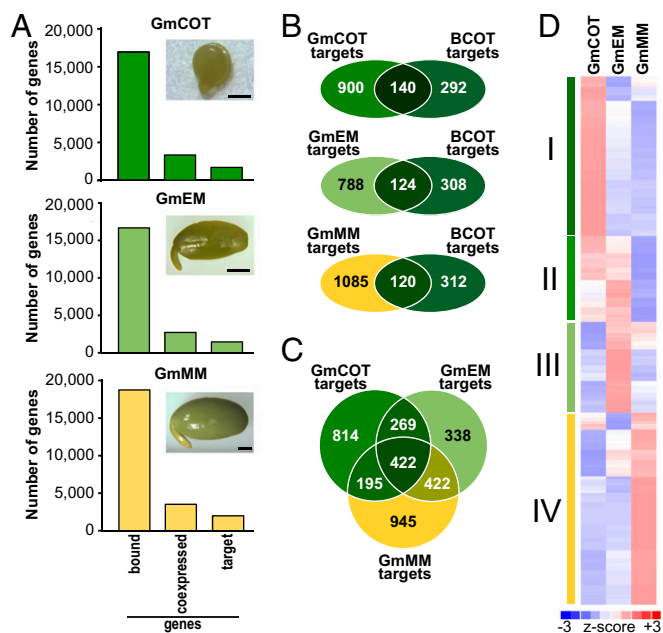 A
GmCOT
Number of genes
20,000
15,000
10,000
5,000
0
GmEM
Number of genes
20,000
15,000
10,000
5,000
0
GmMM
Number of genes
20,000
15,000
10,000
5,000
0
bound
coexpressed
target
genes
B
GmCOT
targets
BCOT
targets
900
140
292
GmEM
targets
BCOT
targets
788
124
308
GmMM
targets
BCOT
targets
1085
120
312
C
GmCOT
targets
GmEM
targets
814
269
338
422
195
422
945
GmMM
targets
D
GmCOT
GmEM
GmMM
I
II
III
IV
-3 z-score +3